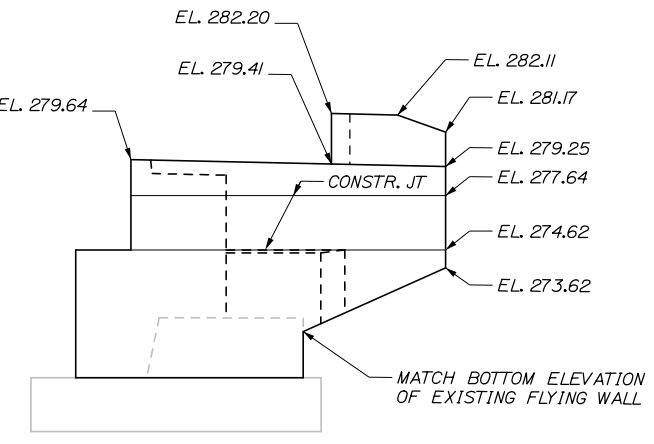 EL. 282.20
EL. 282.11
EL. 279.41
EL. 281.17
EL. 279.64
EL. 279.25
EL. 277.64
CONSTR. JT
EL. 274.62
EL. 273.62
MATCH BOTTOM ELEVATION
OF EXISTING FLYING WALL